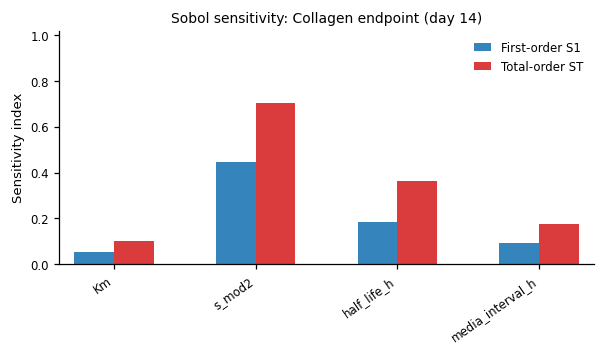 Sobol sensitivity: Collagen endpoint (day 14)
1.0
0.8
0.6
0.4
0.2
0.0
Sensitivity index
First-order S1
Total-order ST
Km
s_mod2
half_life_h
media_interval_h